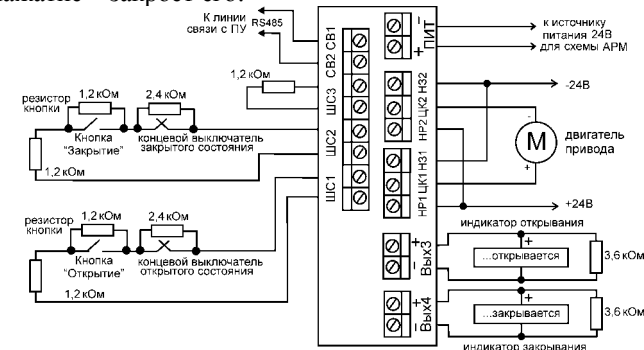 запрост его.
К линии
связи с ПУ
RS485
СВ1
СВ2
ШС3
ШС2
ШС1
ПИТ
–
+
НЗ2
ЦК2
НР2
НЗ1
ЦК1
НР1
+
–
Вых3
+
–
Вых4
к источнику
питания 24В
для схемы АРМ
-24В
-
М
+
двигатель
привода
+24В
1,2 кОм
резистор
кнопки
1,2 кОм
2,4 кОм
Кнопка
"Закрытие"
концевой выключатель
закрытого состояния
1,2 кОм
резистор
кнопки
1,2 кОм
2,4 кОм
Кнопка
"Открытие"
концевой выключатель
открытого состояния
1,2 кОм
индикатор открывания
+
...открывается
3,6 кОм
+
...закрывается
3,6 кОм
индикатор закрывания